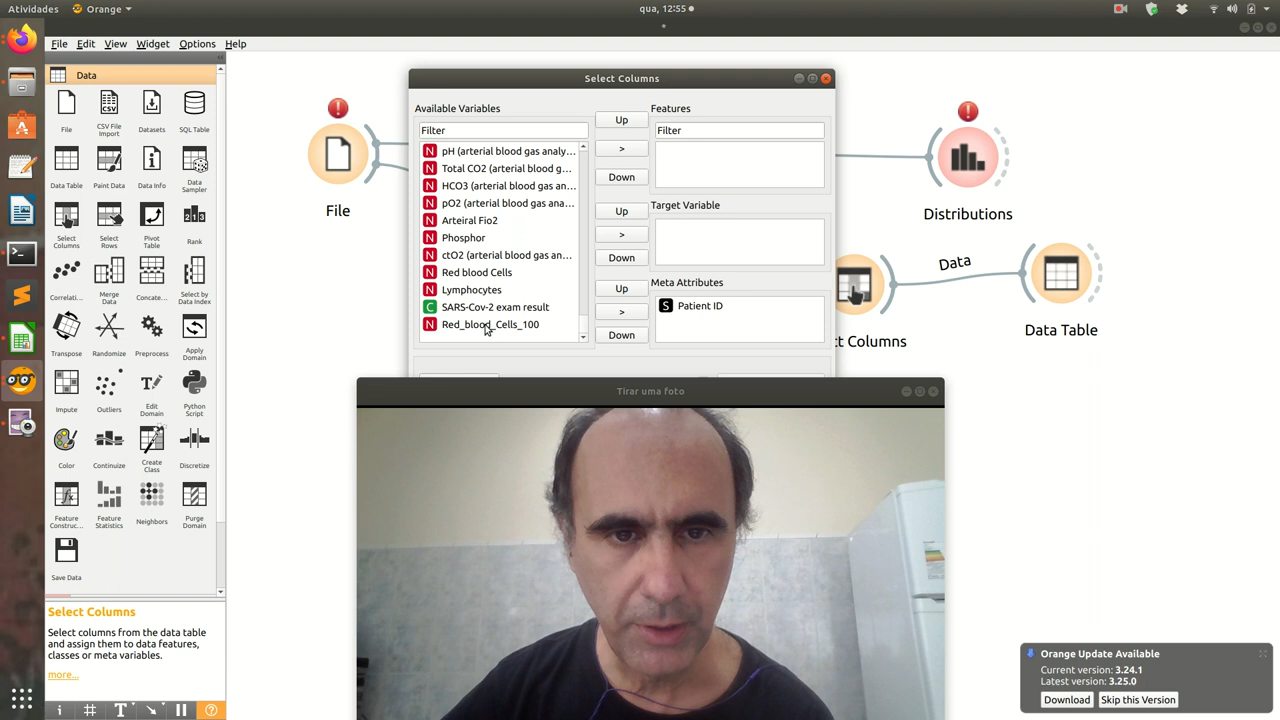 Atividades
Orange
qua, 12:55
File Edit View Widget Options Help
Data
File
CSV File Import
Datasets
SQL Table
Data Table
Paint Data
Data Info
Data Sampler
Select Columns
Select Rows
Pivot Table
Rank
Correlati...
Merge Data
Concate...
Select by Data Index
Transpose
Randomize
Preprocess
Apply Domain
Impute
Outliers
Edit Domain
Python Script
Color
Continuize
Create Class
Discretize
Feature Construc...
Feature Statistics
Neighbors
Purge Domain
Save Data
Select Columns
Select columns from the data table
and assign them to data features,
classes or meta variables.
more...
File
Select Columns
Available Variables
Filter
N pH (arterial blood gas analy...
N Total CO2 (arterial blood g...
N HCO3 (arterial blood gas an...
N pO2 (arterial blood gas ana...
N Arteiral Fio2
N Phosphor
N ctO2 (arterial blood gas an...
N Red blood Cells
N Lymphocytes
C SARS-Cov-2 exam result
N Red_blood_Cells_100
Up
>
Down
Up
>
Down
Up
>
Down
Features
Filter
Target Variable
Meta Attributes
S Patient ID
Distributions
Data
ct Columns
Data Table
Tirar uma foto
Orange Update Available
Current version: 3.24.1
Latest version: 3.25.0
Download
Skip this Version